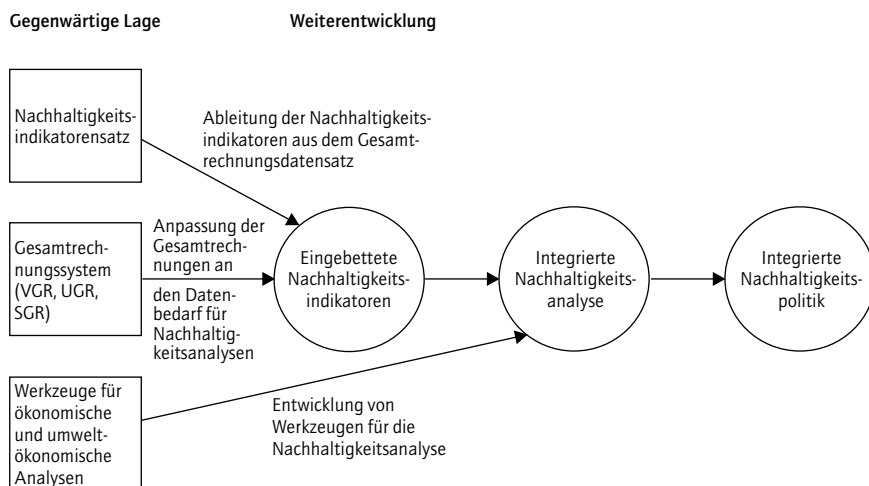 Gegenwärtige Lage
Weiterentwicklung
Nachhaltigkeits-
indikatorensatz
Ableitung der Nachhaltigkeits-
indikatoren aus dem Gesamt-
rechnungsdatensatz
Gesamtrech-
nungssystem
(VGR, UGR,
SGR)
Anpassung der
Gesamtrech-
nungen an
den Daten-
bedarf für
Nachhaltig-
keitsanalysen
Eingebettete
Nachhaltigkeits-
indikatoren
Integrierte
Nachhaltigkeits-
analyse
Integrierte
Nachhaltigkeits-
politik
Werkzeuge für
ökonomische
und umwelt-
ökonomische
Analysen
Entwicklung von
Werkzeugen für die
Nachhaltigkeitsanalyse